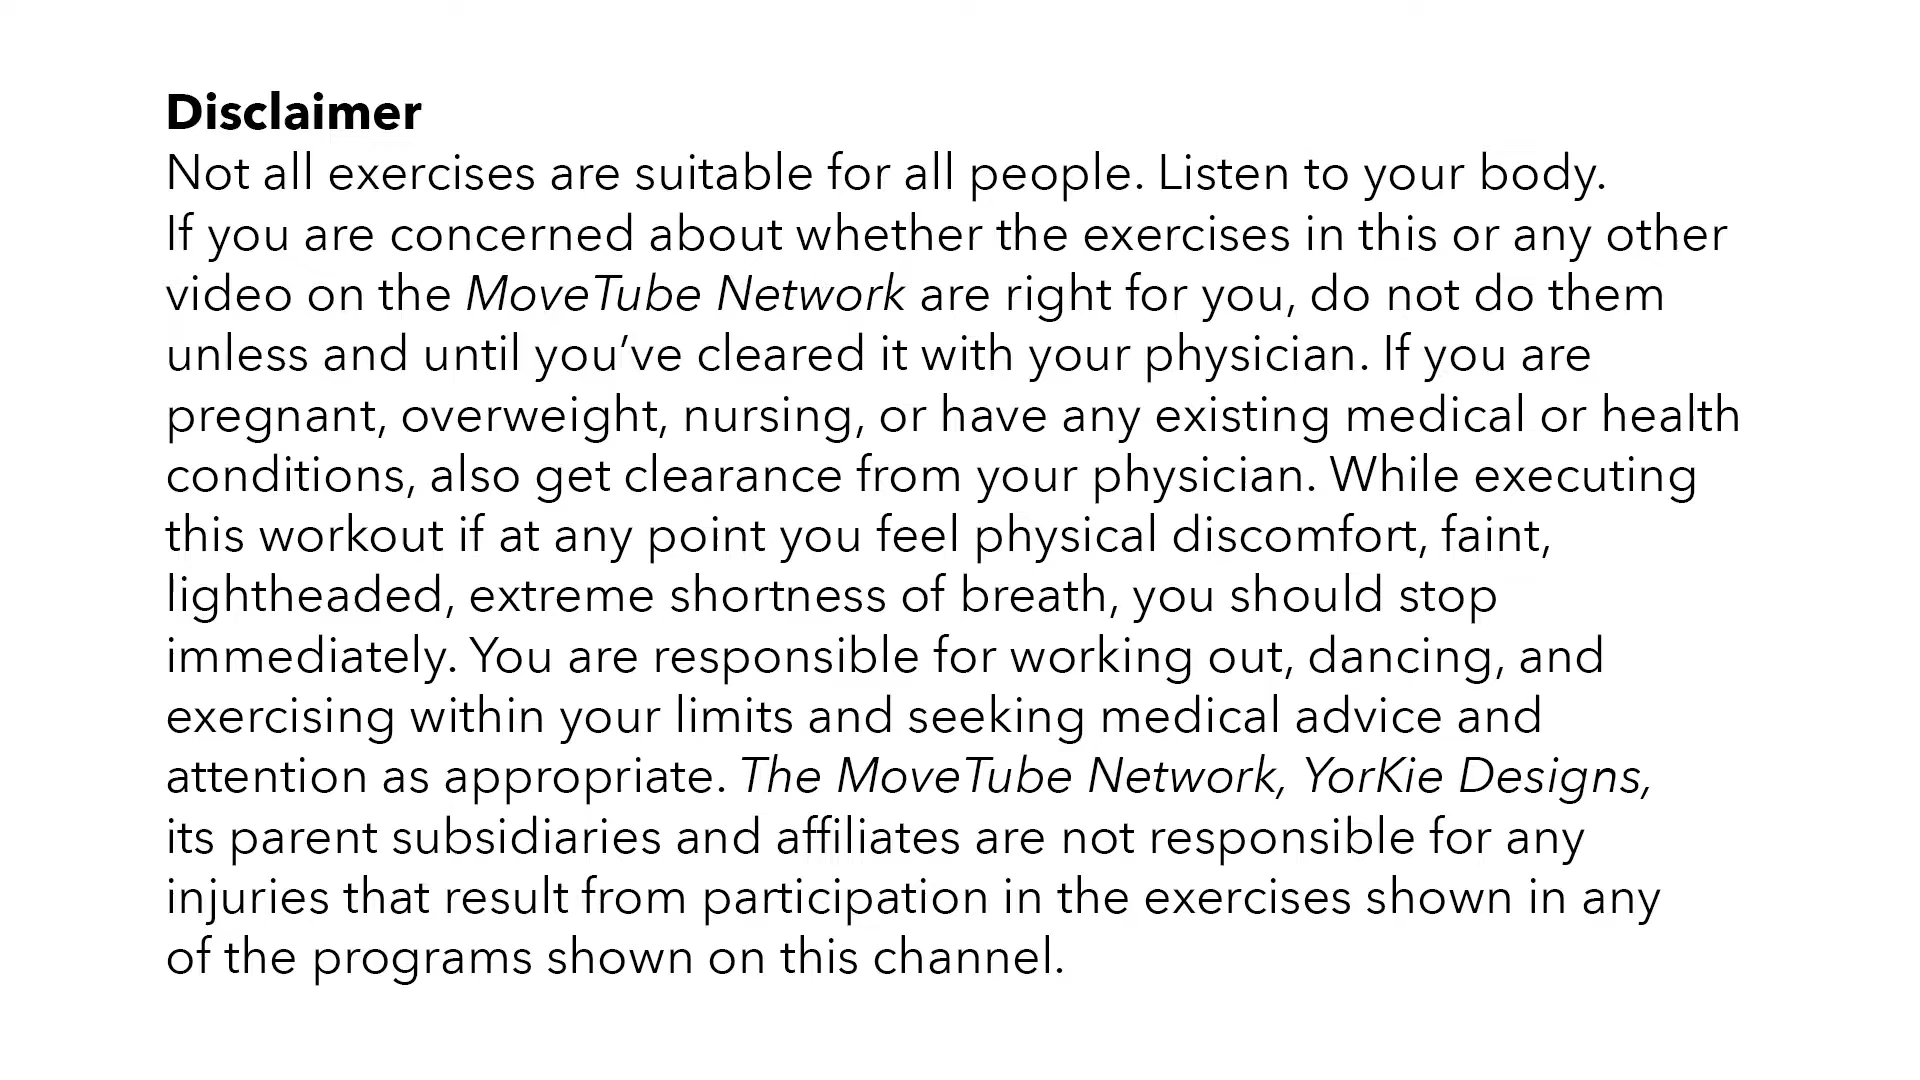 Disclaimer
Not all exercises are suitable for all people. Listen to your body.
If you are concerned about whether the exercises in this or any other
video on the MoveTube Network are right for you, do not do them
unless and until you’ve cleared it with your physician. If you are
pregnant, overweight, nursing, or have any existing medical or health
conditions, also get clearance from your physician. While executing
this workout if at any point you feel physical discomfort, faint,
lightheaded, extreme shortness of breath, you should stop
immediately. You are responsible for working out, dancing, and
exercising within your limits and seeking medical advice and
attention as appropriate. The MoveTube Network, YorKie Designs,
its parent subsidiaries and affiliates are not responsible for any
injuries that result from participation in the exercises shown in any
of the programs shown on this channel.